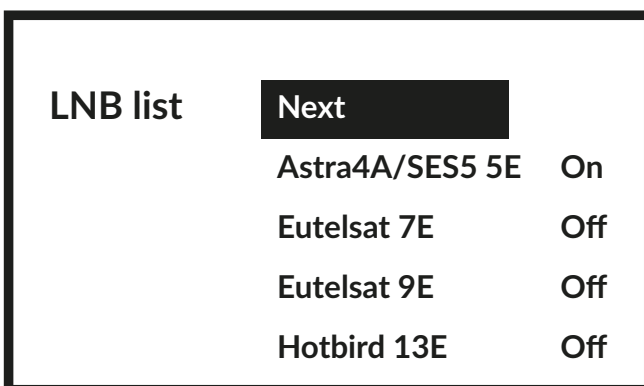 LNB list Next
Astra4A/SES5 5E On
Eutelsat 7E Off
Eutelsat 9E Off
Hotbird 13E Off